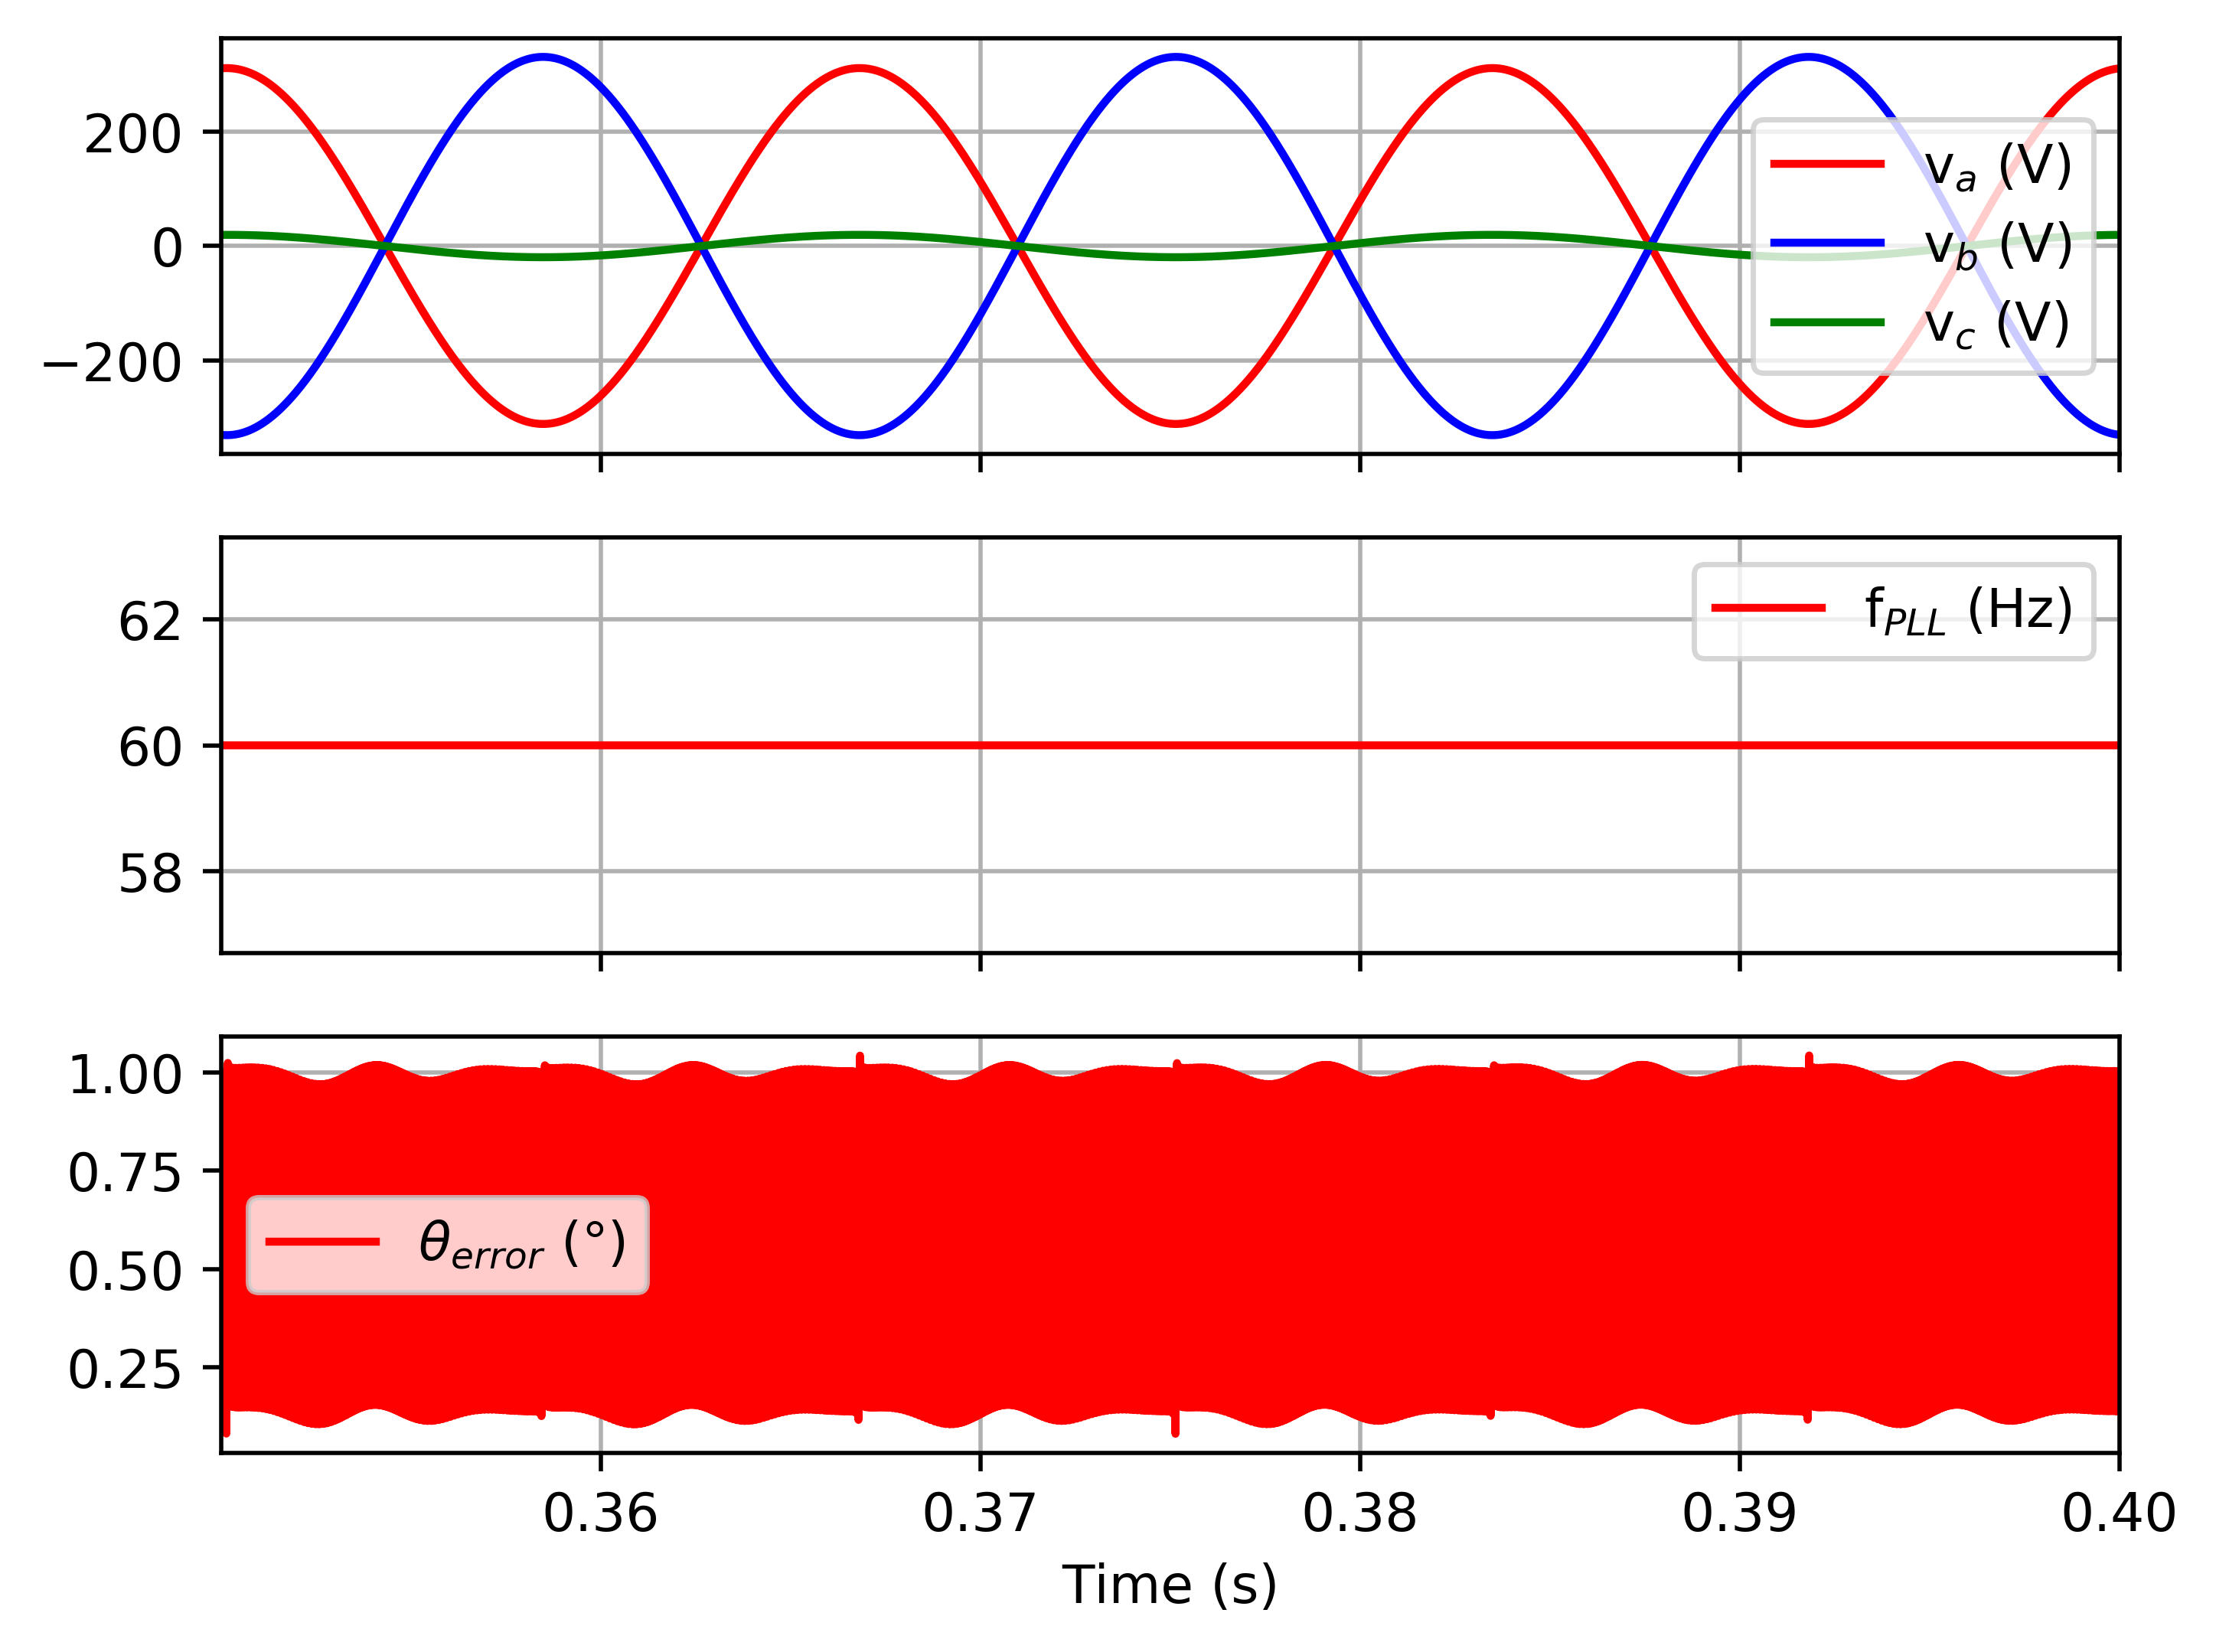 200
0
−200
v_a (V)
v_b (V)
v_c (V)
62
60
58
f_PLL (Hz)
1.00
0.75
0.50
0.25
θ_error (°)
0.36 0.37 0.38 0.39 0.40
Time (s)